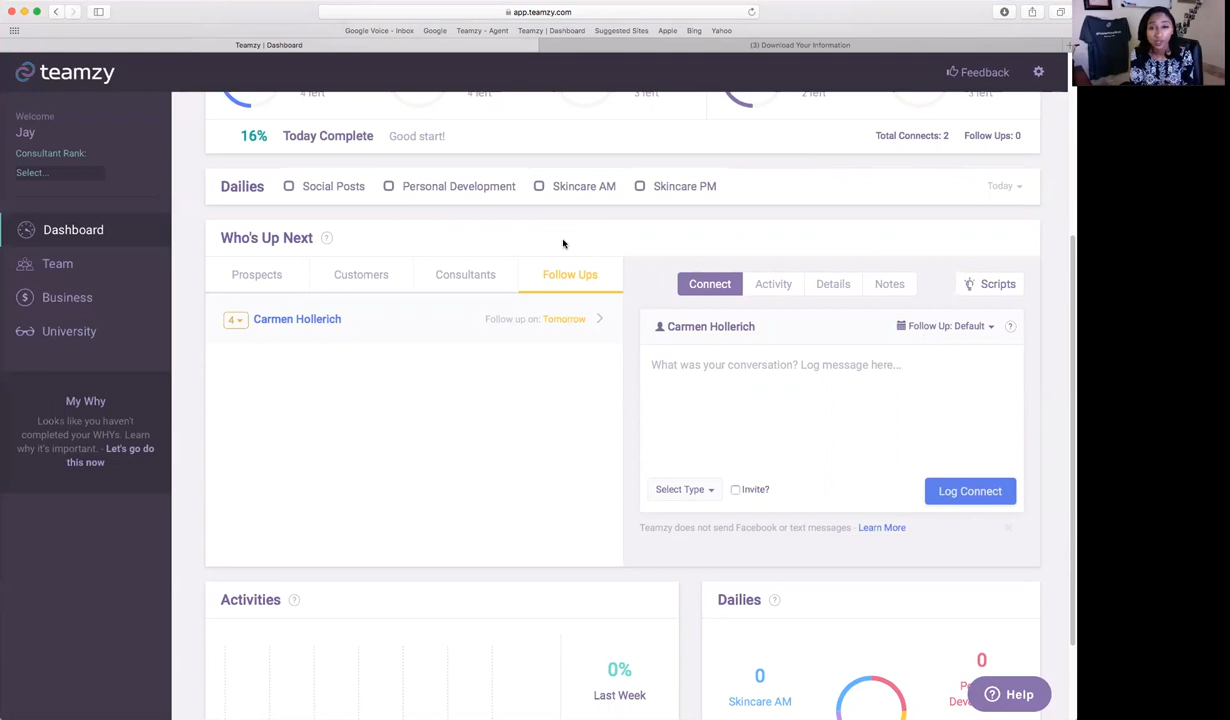 app.teamzy.com
Google Voice - Inbox Google Teamzy - Agent Teamzy | Dashboard Suggested Sites Apple Bing Yahoo
Teamzy | Dashboard (3) Download Your Information
teamzy Feedback
Welcome
Jay
Consultant Rank:
Select...
Dashboard
Team
$ Business
University
My Why
Looks like you haven't
completed your WHYs. Learn
why it's important. - Let's go do
this now
4 left 4 left 3 left 2 left 3 left
16% Today Complete Good start! Total Connects: 2 Follow Ups: 0
Dailies Social Posts Personal Development Skincare AM Skincare PM Today
Who's Up Next ?
Prospects Customers Consultants Follow Ups
4 Carmen Hollerich Follow up on: Tomorrow
Connect Activity Details Notes Scripts
Carmen Hollerich Follow Up: Default ?
What was your conversation? Log message here...
Select Type Invite? Log Connect
Teamzy does not send Facebook or text messages - Learn More
Activities ?
0%
Last Week
Dailies ?
0
Skincare AM
0
? Help